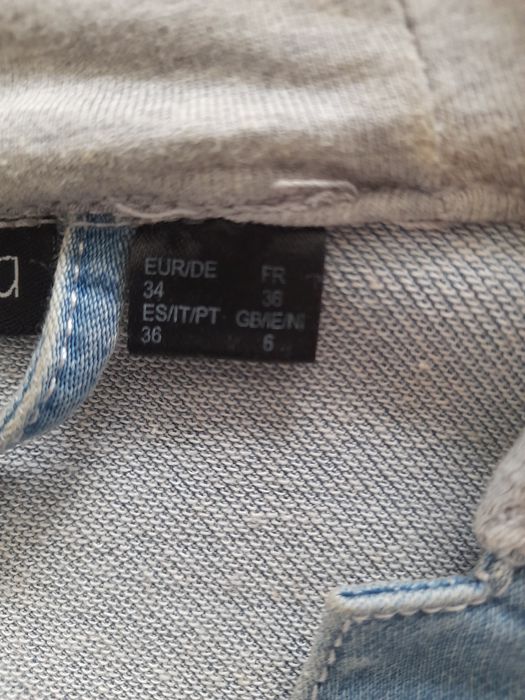 a
EUR/DE FR
34 36
ES/IT/PT GB/IE/NI
36 6